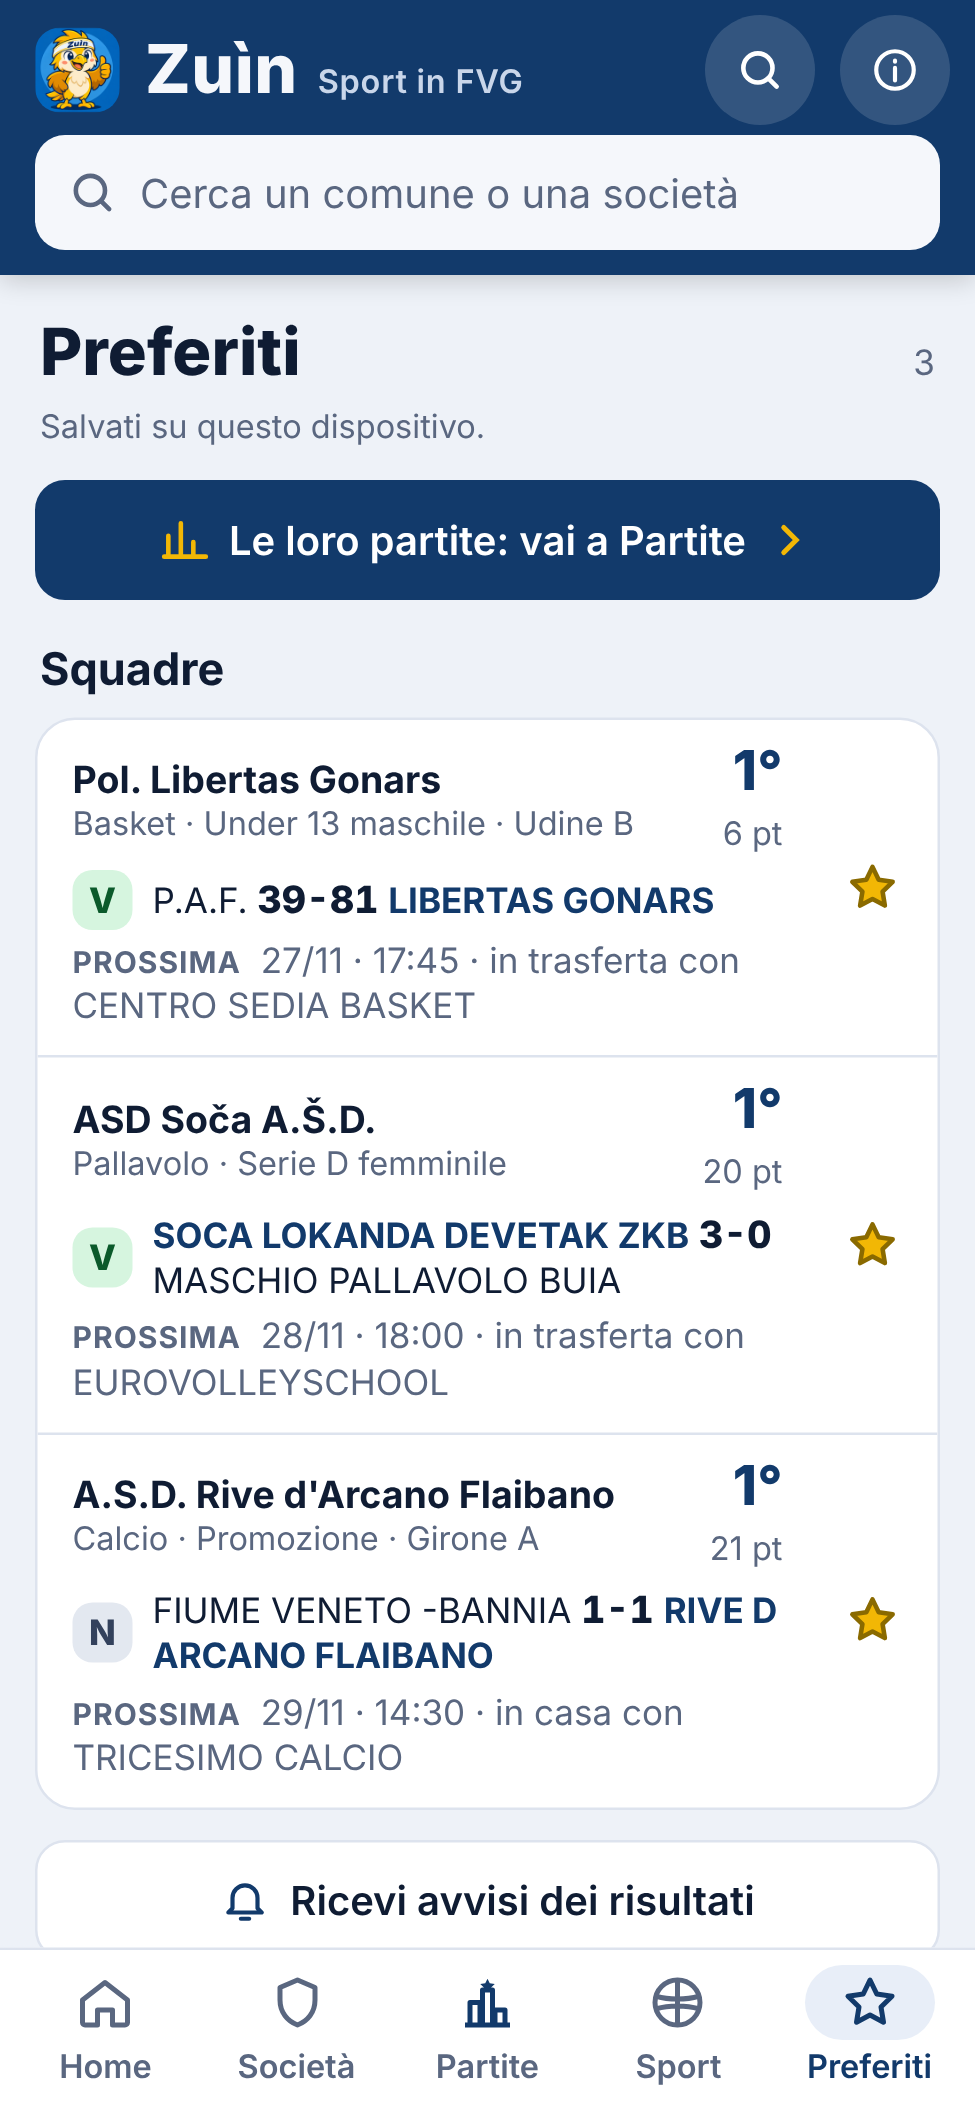 Zuìn
Zuìn Sport in FVG
Cerca un comune o una società
Preferiti 3
Salvati su questo dispositivo.
Le loro partite: vai a Partite
Squadre
Pol. Libertas Gonars 1°
Basket · Under 13 maschile · Udine B 6 pt
V P.A.F. 39-81 LIBERTAS GONARS
PROSSIMA 27/11 · 17:45 · in trasferta con
CENTRO SEDIA BASKET
ASD Soča A.Š.D. 1°
Pallavolo · Serie D femminile 20 pt
V SOCA LOKANDA DEVETAK ZKB 3-0
MASCHIO PALLAVOLO BUIA
PROSSIMA 28/11 · 18:00 · in trasferta con
EUROVOLLEYSCHOOL
A.S.D. Rive d'Arcano Flaibano 1°
Calcio · Promozione · Girone A 21 pt
N FIUME VENETO -BANNIA 1-1 RIVE D
ARCANO FLAIBANO
PROSSIMA 29/11 · 14:30 · in casa con
TRICESIMO CALCIO
Ricevi avvisi dei risultati
Home Società Partite Sport Preferiti